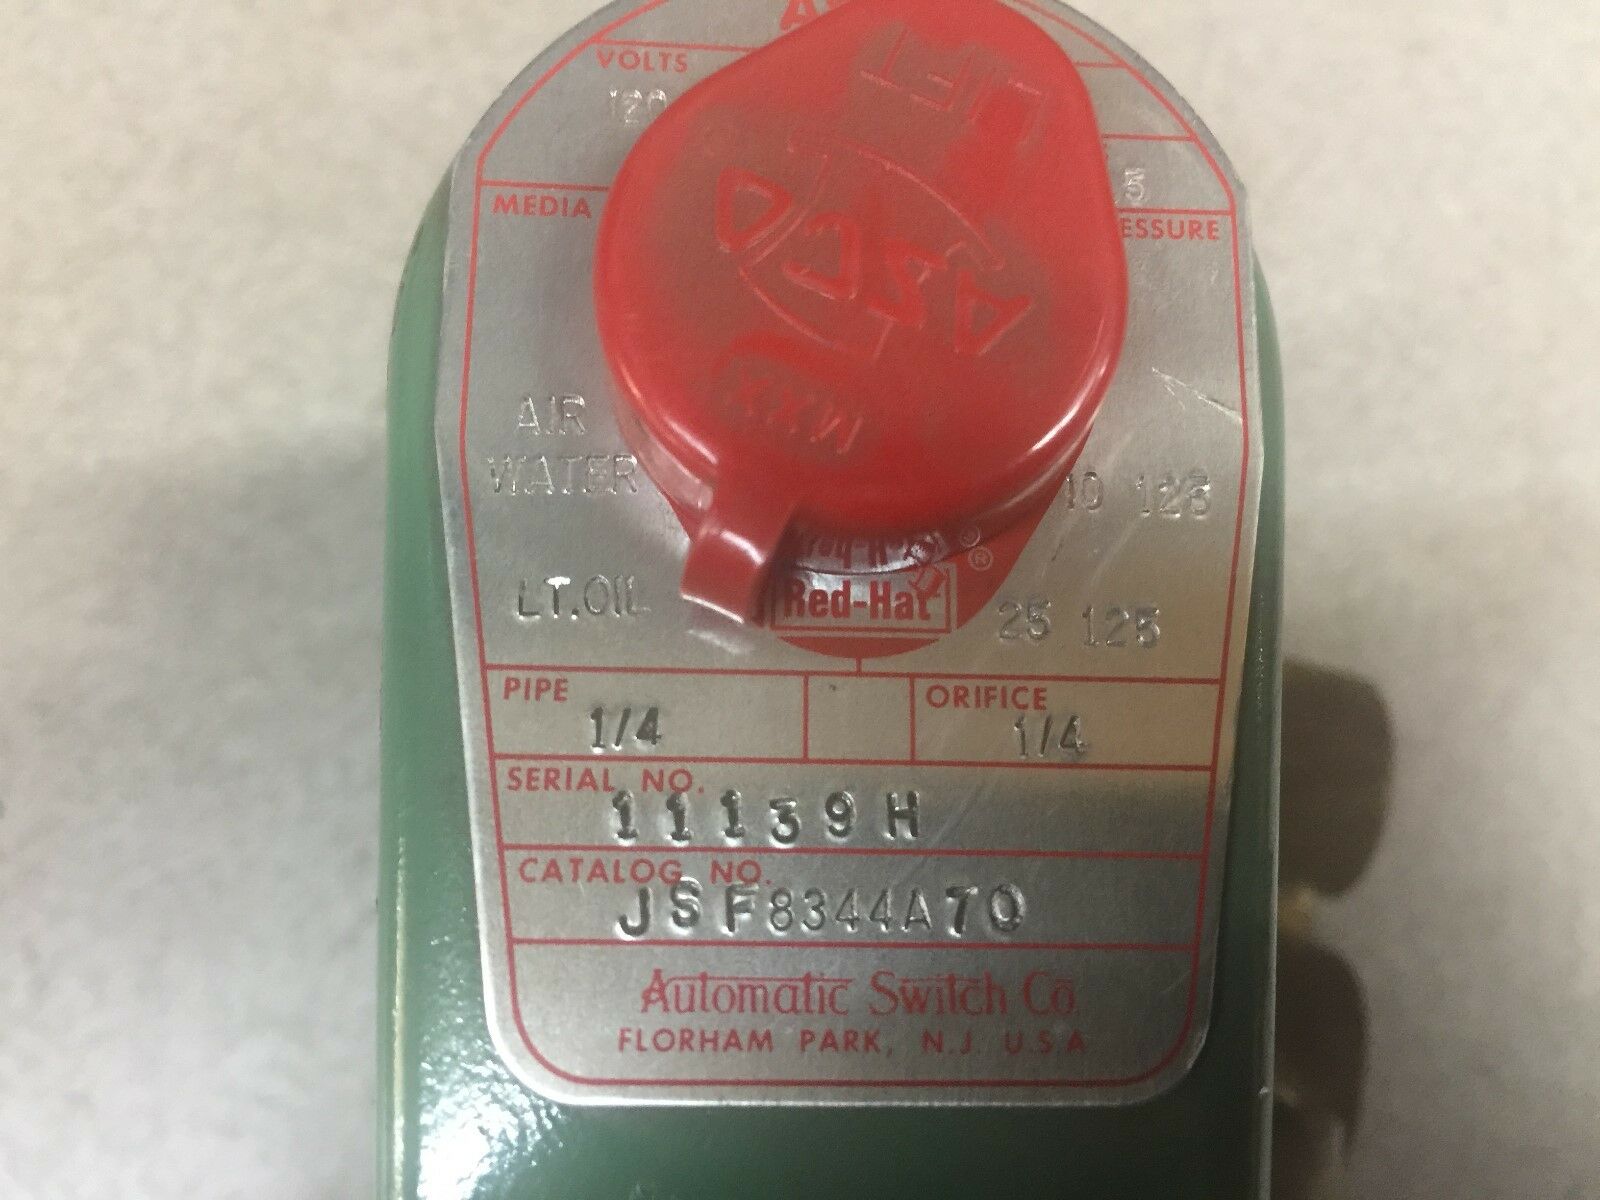 VOLTS
120
5
MEDIA
ESSURE
LIFT
ASCO
AIR
WATER
10 125
Red-Hat
®
LT.OIL
25 125
PIPE
1/4
ORIFICE
1/4
SERIAL NO.
11139H
CATALOG NO.
JSF8344A70
Automatic Switch Co.
FLORHAM PARK, N.J. U.S.A